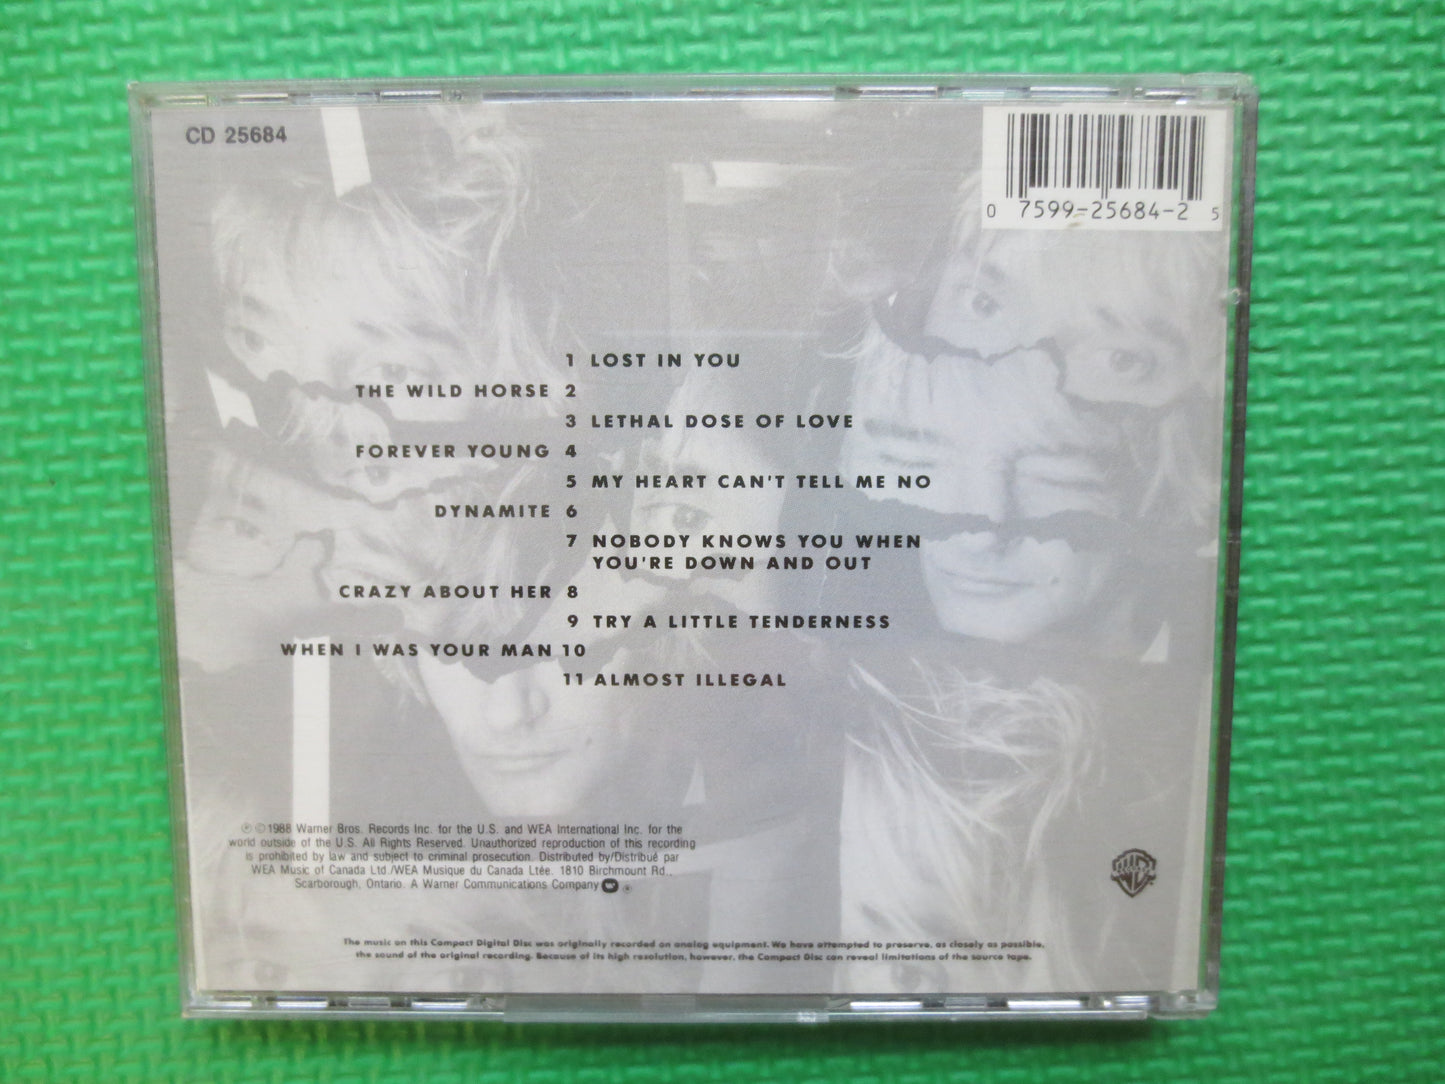 CD 25684
0 7599-25684-2 5
1 LOST IN YOU
THE WILD HORSE 2
3 LETHAL DOSE OF LOVE
FOREVER YOUNG 4
5 MY HEART CAN'T TELL ME NO
DYNAMITE 6
7 NOBODY KNOWS YOU WHEN
YOU'RE DOWN AND OUT
CRAZY ABOUT HER 8
9 TRY A LITTLE TENDERNESS
WHEN I WAS YOUR MAN 10
11 ALMOST ILLEGAL
℗ ©1988 Warner Bros. Records Inc. for the U.S. and WEA International Inc. for the
world outside of the U.S. All Rights Reserved. Unauthorized reproduction of this recording
is prohibited by law and subject to criminal prosecution. Distributed by/Distribué par
WEA Music of Canada Ltd./WEA Musique du Canada Ltée. 1810 Birchmount Rd.,
Scarborough, Ontario. A Warner Communications Company
The music on this Compact Digital Disc was originally recorded on analog equipment. We have attempted to preserve, as closely as possible,
the sound of the original recording. Because of its high resolution, however, the Compact Disc can reveal limitations of the source tape.